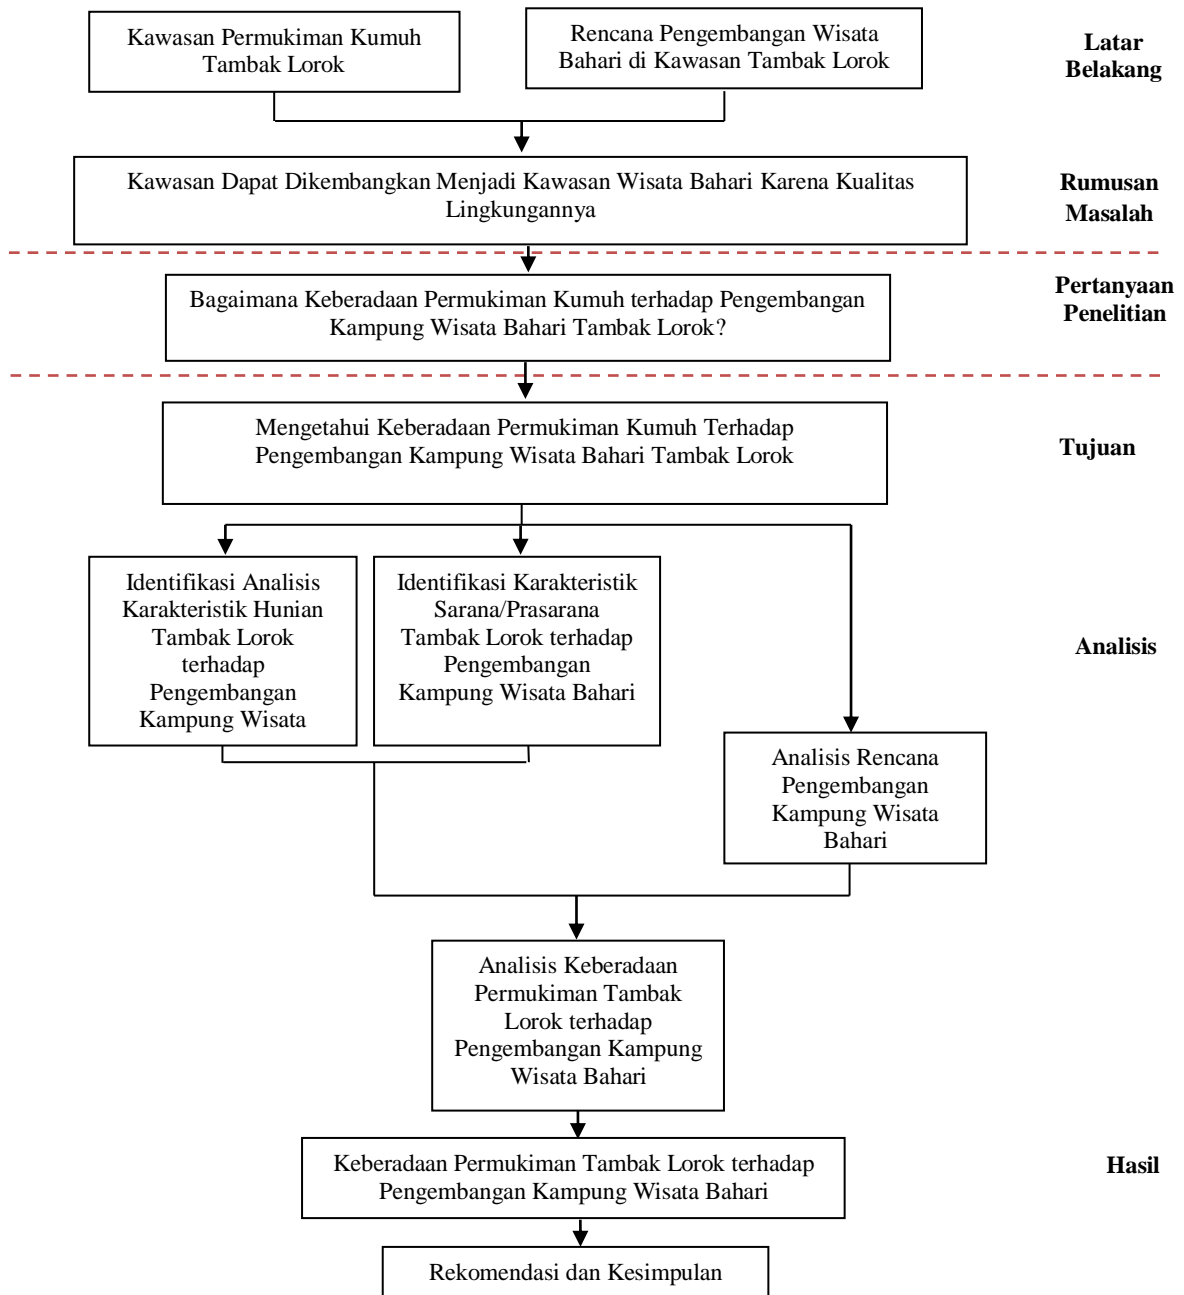 Kawasan Permukiman Kumuh
Tambak Lorok
Rencana Pengembangan Wisata
Bahari di Kawasan Tambak Lorok
Latar
Belakang
Kawasan Dapat Dikembangkan Menjadi Kawasan Wisata Bahari Karena Kualitas
Lingkungannya
Rumusan
Masalah
Bagaimana Keberadaan Permukiman Kumuh terhadap Pengembangan
Kampung Wisata Bahari Tambak Lorok?
Pertanyaan
Penelitian
Mengetahui Keberadaan Permukiman Kumuh Terhadap
Pengembangan Kampung Wisata Bahari Tambak Lorok
Tujuan
Identifikasi Analisis
Karakteristik Hunian
Tambak Lorok
terhadap
Pengembangan
Kampung Wisata
Identifikasi Karakteristik
Sarana/Prasarana
Tambak Lorok terhadap
Pengembangan
Kampung Wisata Bahari
Analisis
Analisis Rencana
Pengembangan
Kampung Wisata
Bahari
Analisis Keberadaan
Permukiman Tambak
Lorok terhadap
Pengembangan Kampung
Wisata Bahari
Keberadaan Permukiman Tambak Lorok terhadap
Pengembangan Kampung Wisata Bahari
Hasil
Rekomendasi dan Kesimpulan